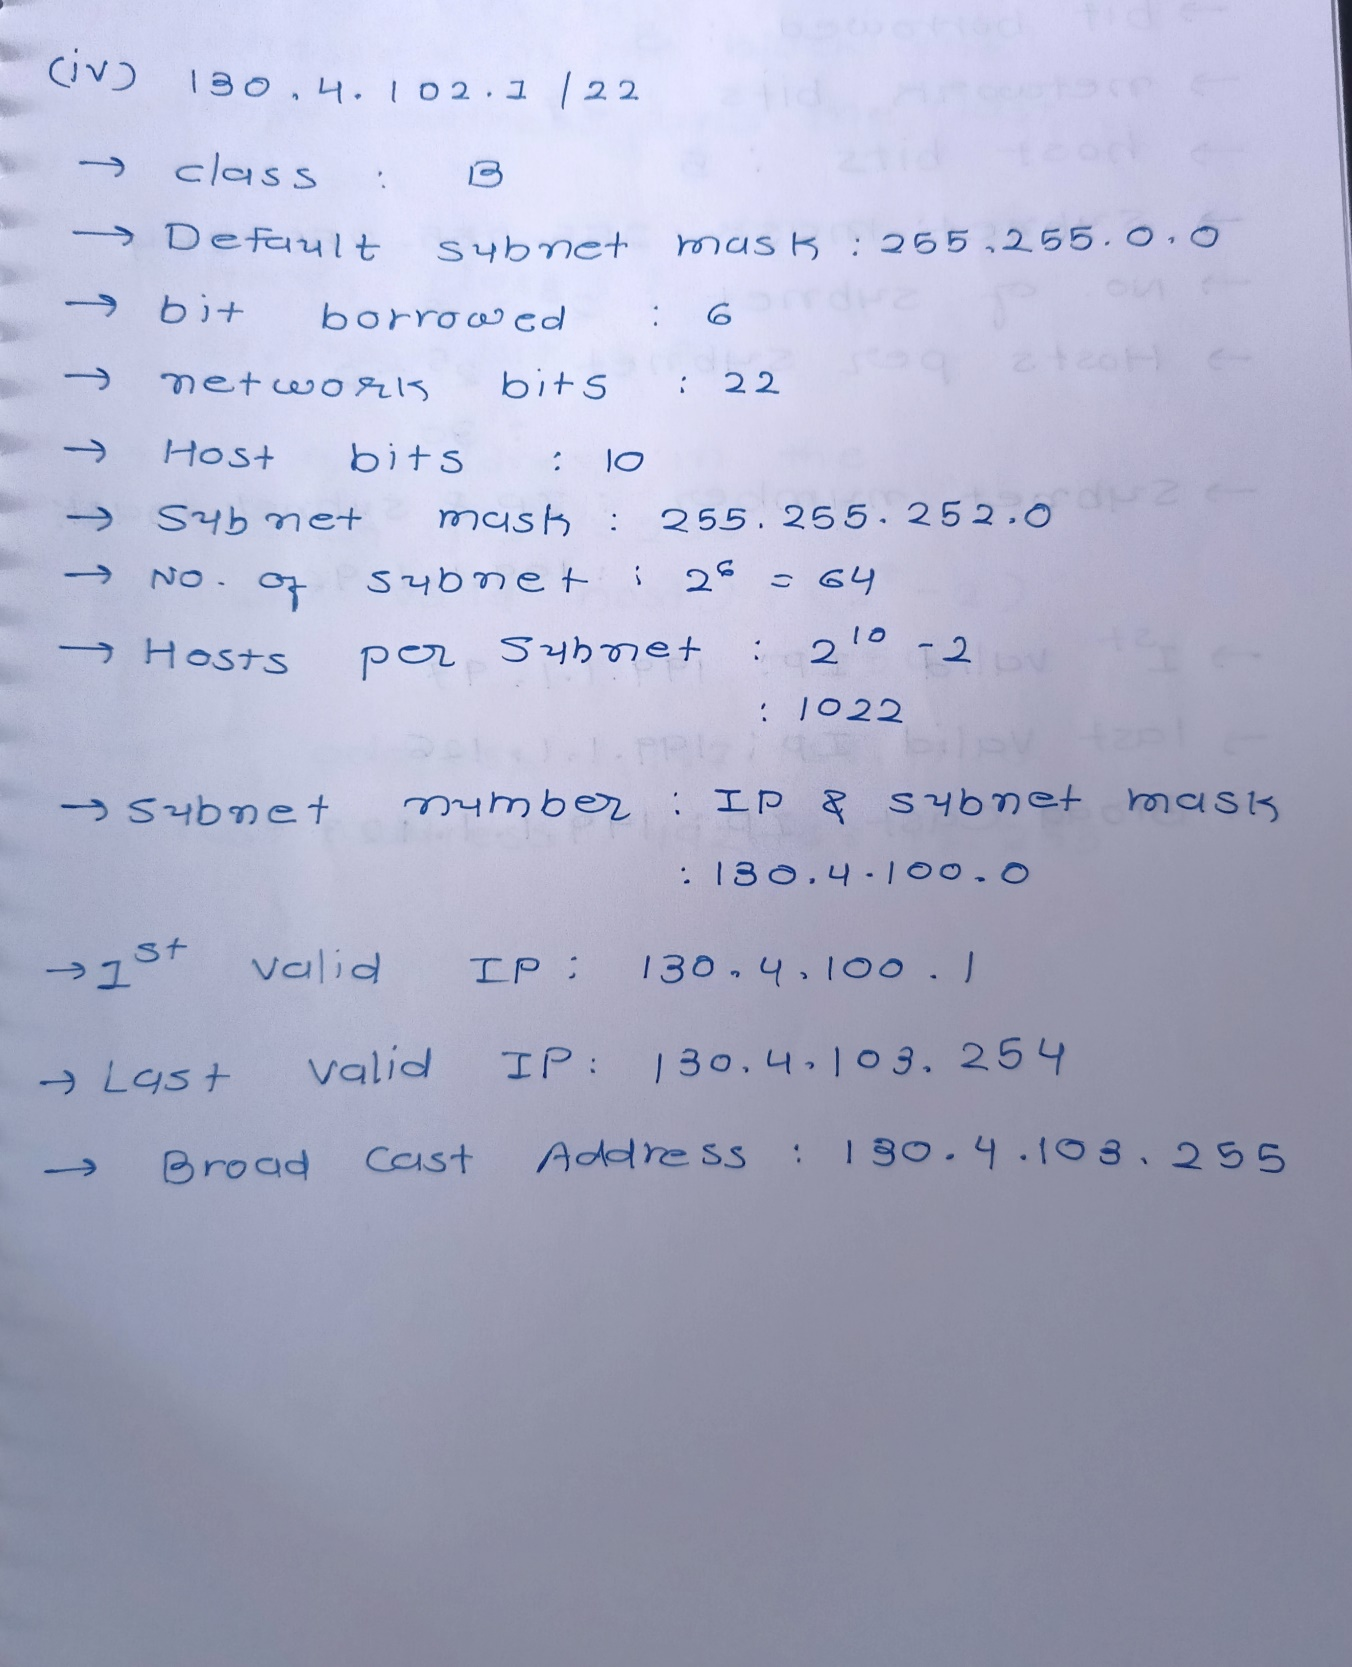 (iv) 130.4.102.1 /22
→ class : B
→ Default subnet mask : 255.255.0.0
→ bit borrowed : 6
→ network bits : 22
→ Host bits : 10
→ Subnet mask : 255.255.252.0
→ NO. of subnet : 2⁶ = 64
→ Hosts per subnet : 2¹⁰ - 2
: 1022
→ subnet number : IP & subnet mask
: 130.4.100.0
→ 1st valid IP : 130.4.100.1
→ Last valid IP : 130.4.103.254
→ Broad cast Address : 130.4.103.255